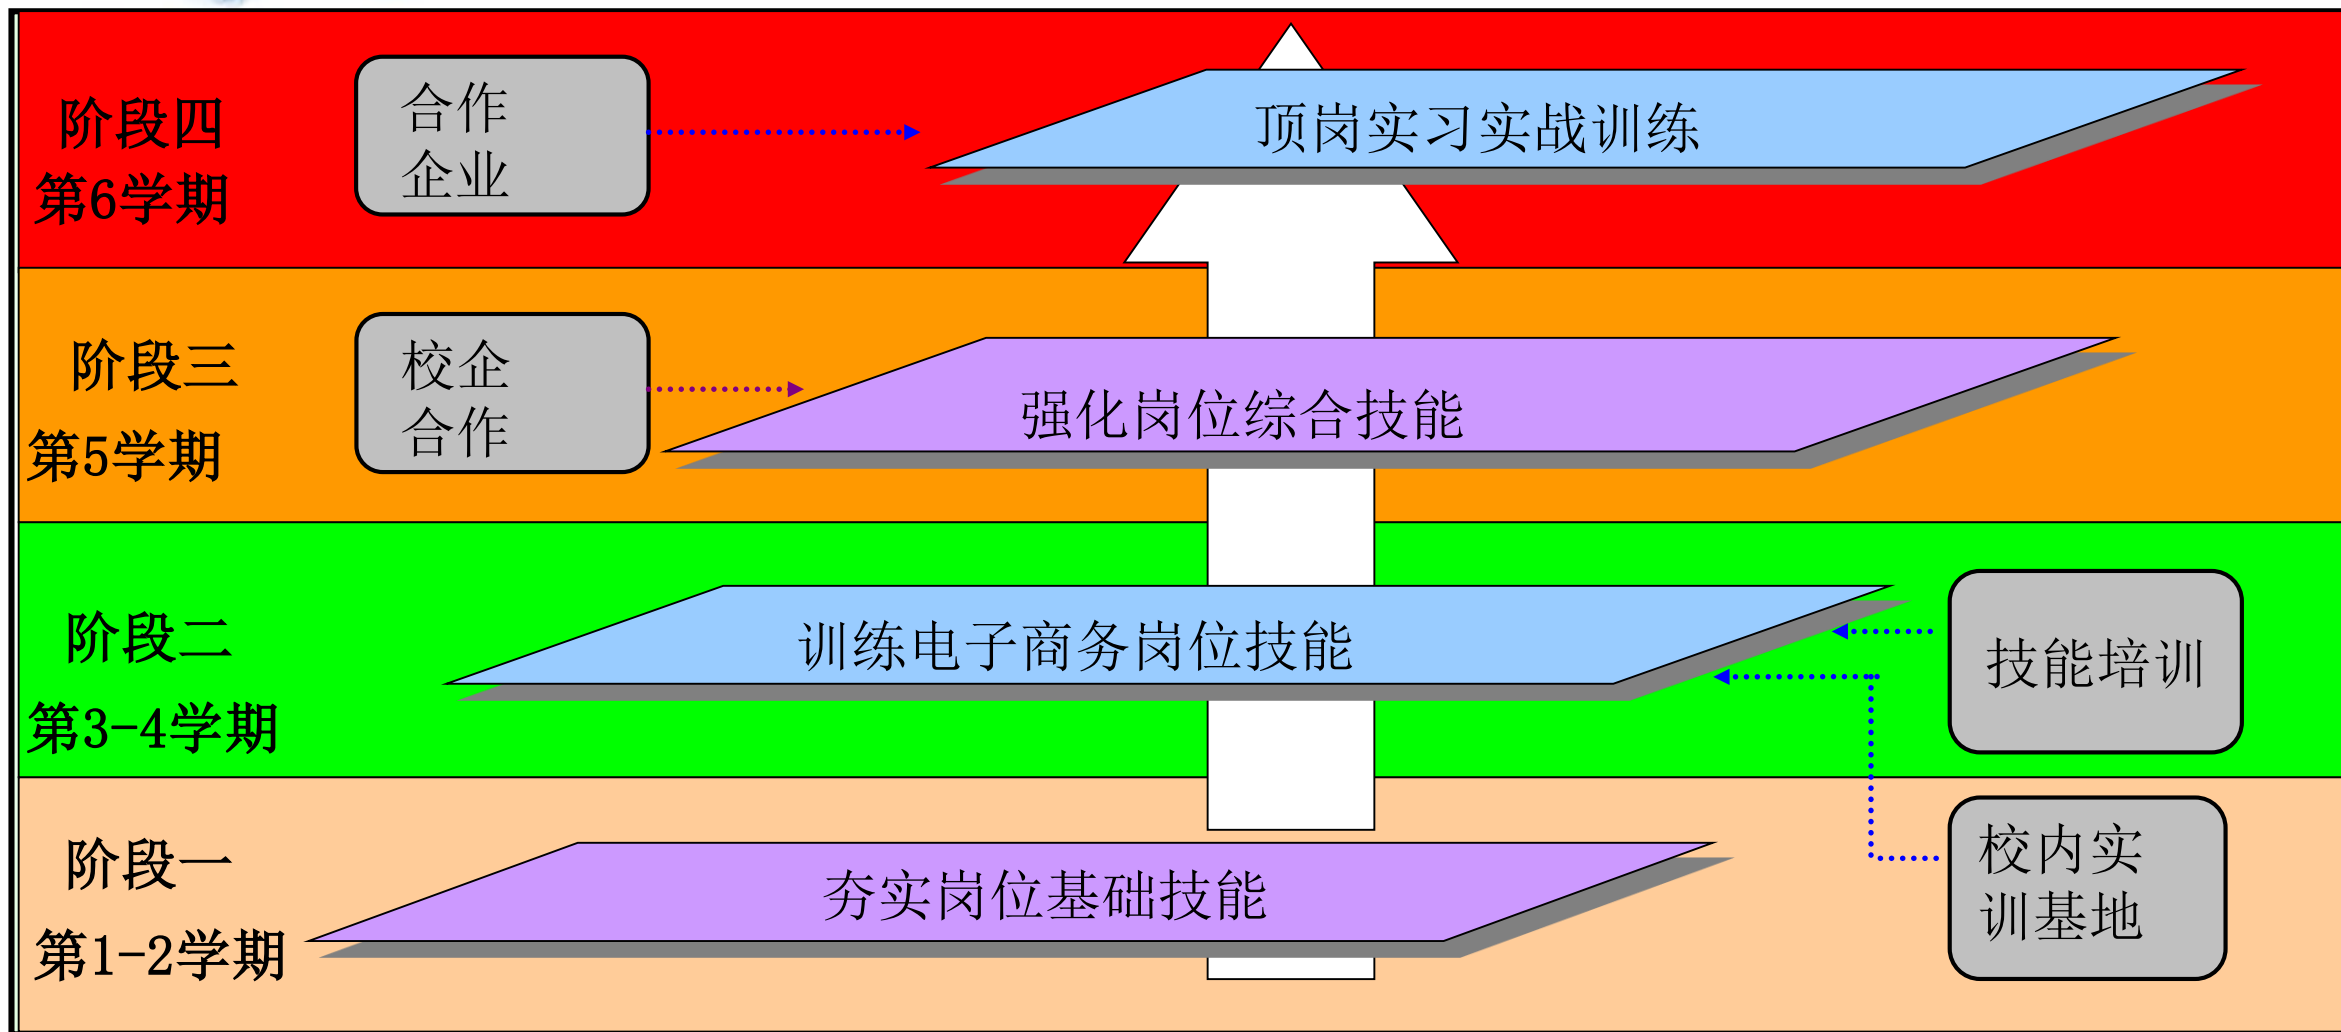 阶段四
第6学期
合作
企业
顶岗实习实战训练
阶段三
第5学期
校企
合作
强化岗位综合技能
阶段二
第3-4学期
训练电子商务岗位技能
技能培训
阶段一
第1-2学期
夯实岗位基础技能
校内实
训基地